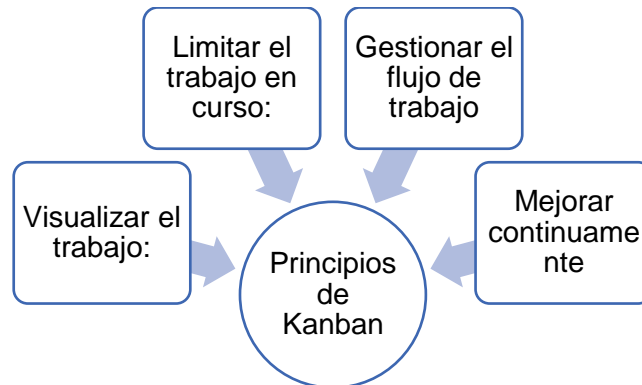 Limitar el
trabajo en
curso:
Gestionar el
flujo de
trabajo
Visualizar el
trabajo:
Mejorar
continuame
nte
Principios
de
Kanban